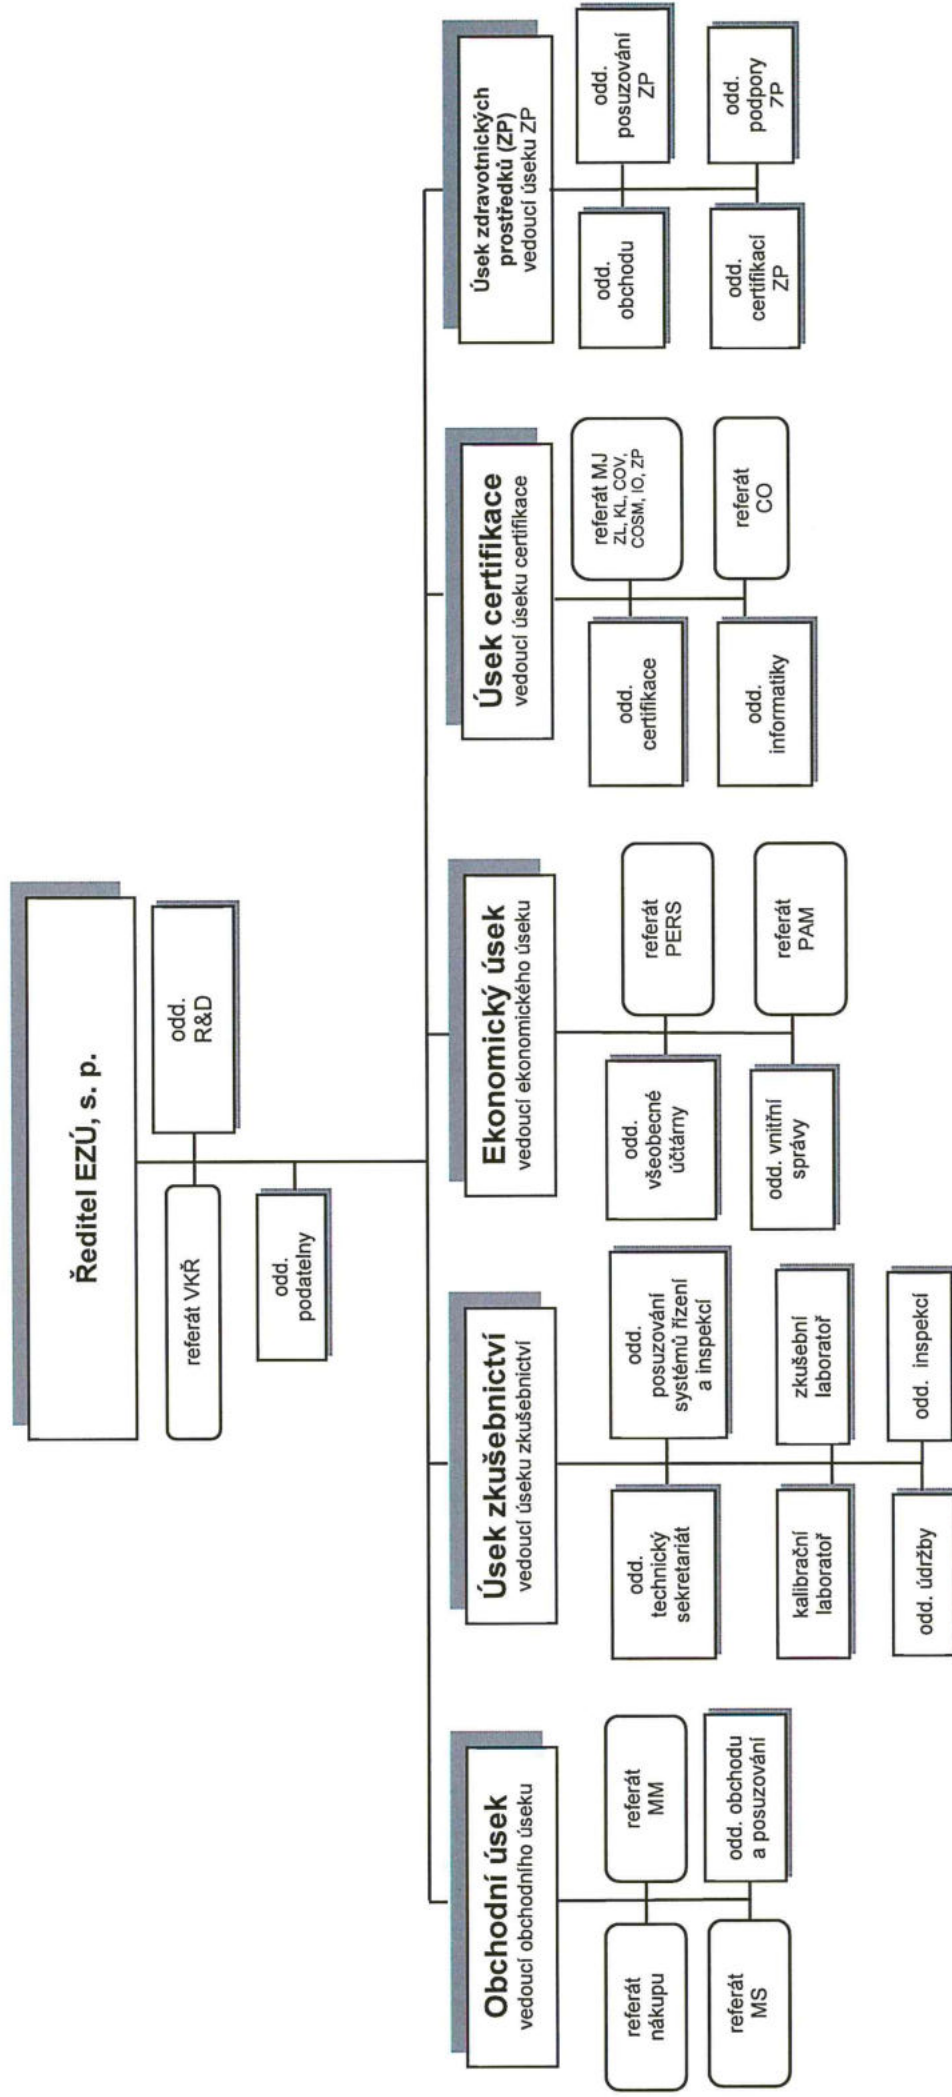 Ředitel EZÚ, s. p.
referát VKŘ
odd.
R&D
odd.
podatelny
Obchodní úsek
vedoucí obchodního úseku
referát
nákupu
referát
MM
referát
MS
odd. obchodu
a posuzování
Úsek zkušebnictví
vedoucí úseku zkušebnictví
odd.
technický
sekretariát
odd.
posuzování
systémů řízení
a inspekcí
kalibrační
laboratoř
zkušební
laboratoř
odd. údržby
odd. inspekcí
Ekonomický úsek
vedoucí ekonomického úseku
odd.
všeobecné
účtárny
referát
PERS
odd. vnitřní
správy
referát
PAM
Úsek certifikace
vedoucí úseku certifikace
odd.
certifikace
referát MJ
ZL, KL, COV,
COSM, IO, ZP
odd.
informatiky
referát
CO
Úsek zdravotnických
prostředků (ZP)
vedoucí úseku ZP
odd.
obchodu
odd.
posuzování
ZP
odd.
certifikací
ZP
odd.
podpory
ZP